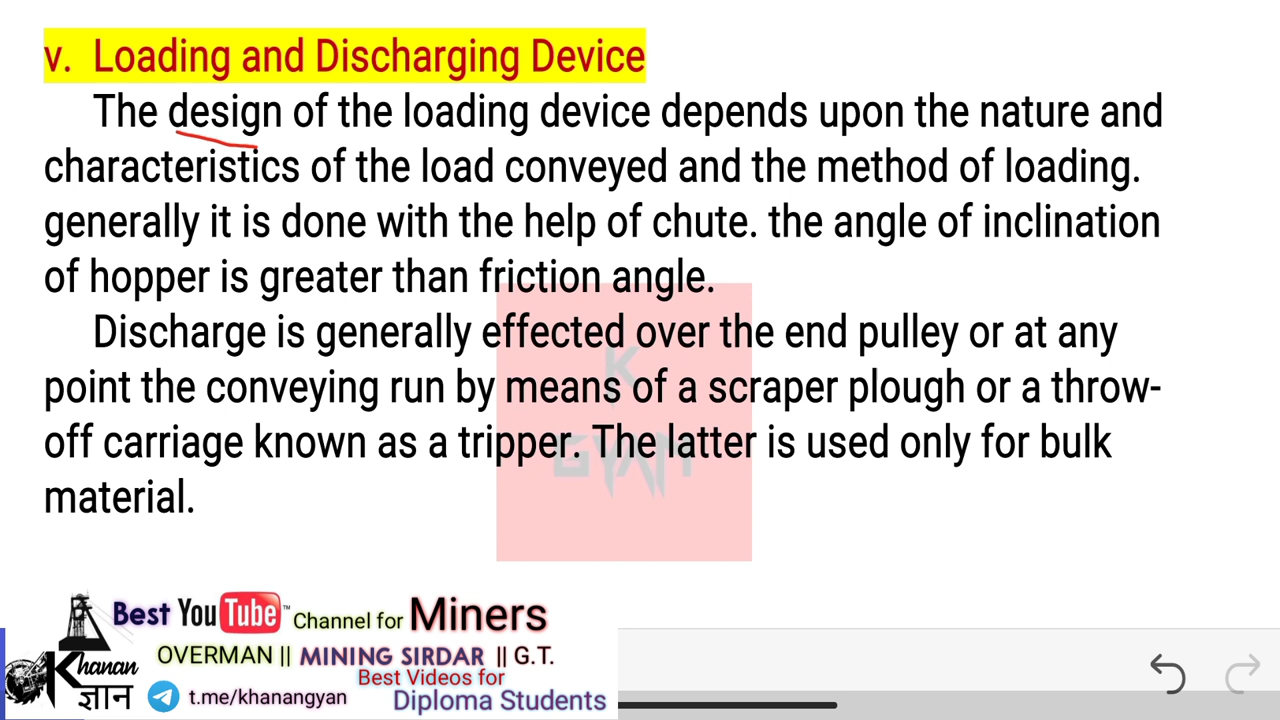 v. Loading and Discharging Device
The design of the loading device depends upon the nature and
characteristics of the load conveyed and the method of loading.
generally it is done with the help of chute. the angle of inclination
of hopper is greater than friction angle.
Discharge is generally effected over the end pulley or at any
point the conveying run by means of a scraper plough or a throw-
off carriage known as a tripper. The latter is used only for bulk
material.
K
GYAN
Best YouTube™ Channel for Miners
OVERMAN || MINING SIRDAR || G.T.
Khanan
ज्ञान
Best Videos for
t.me/khanangyan
Diploma Students